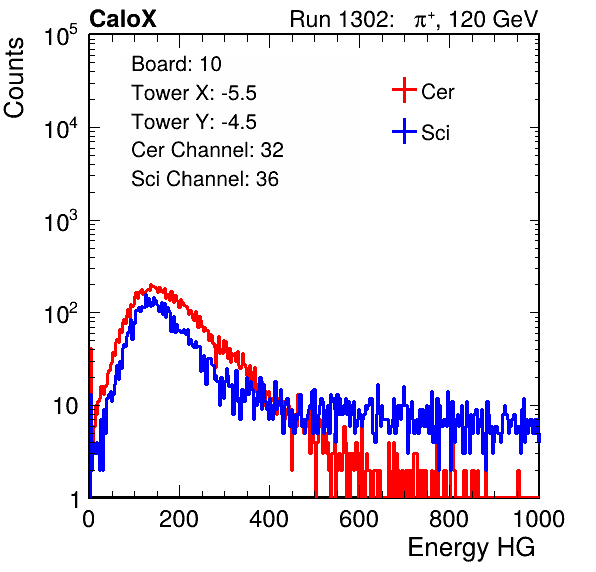 CaloX Run 1302: π⁺, 120 GeV
Counts
10⁵
10⁴
10³
10²
10
1
Board: 10
Tower X: -5.5
Tower Y: -4.5
Cer Channel: 32
Sci Channel: 36
Cer
Sci
0 200 400 600 800 1000
Energy HG